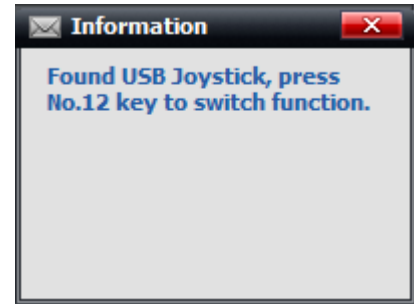 Information
Found USB Joystick, press
No.12 key to switch function.